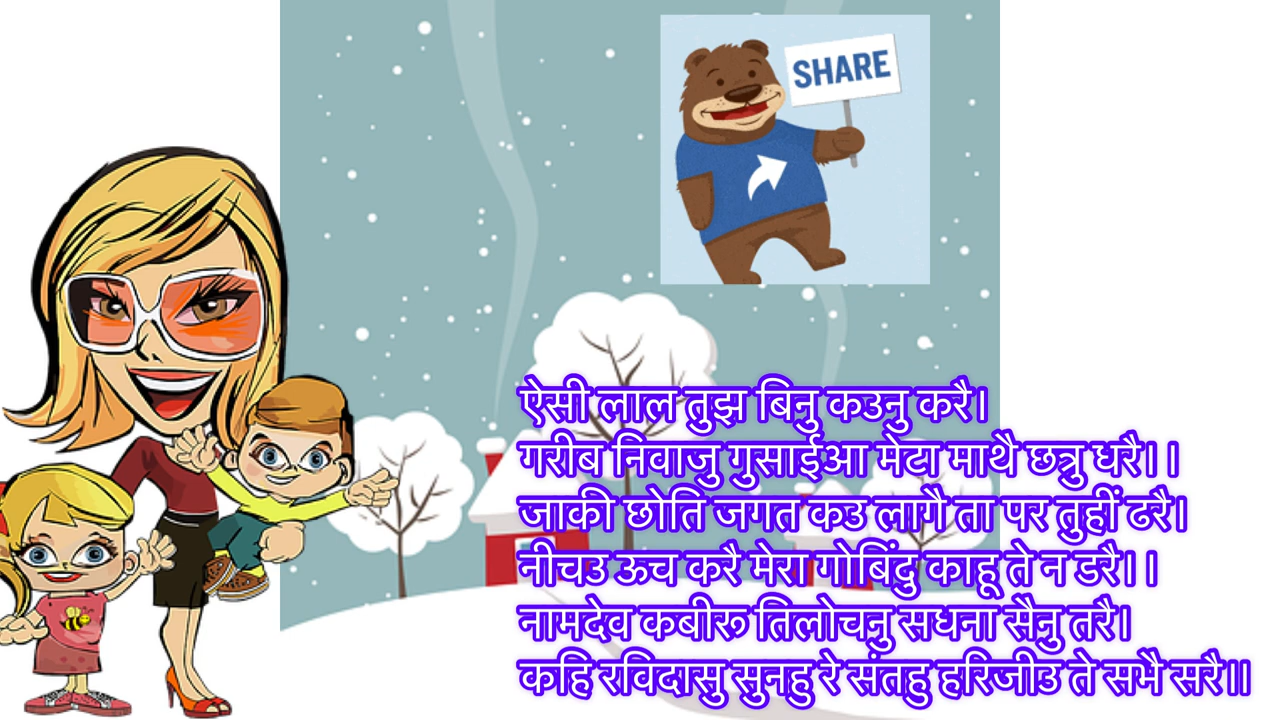 SHARE
ऐसी लाल तुझ बिनु कउनु करै।
गरीब निवाजु गुसाईआ मेटा माथै छत्रु धरै।।
जाकी छोति जगत कउ लागै ता पर तुहीं ढरै।
नीचउ ऊच करै मेरा गोबिंदु काहू ते न डरै।।
नामदेव कबीरु तिलोचनु सधना सैनु तरै।
कहि रविदासु सुनहु रे संतहु हरिजीउ ते सभै सरै॥